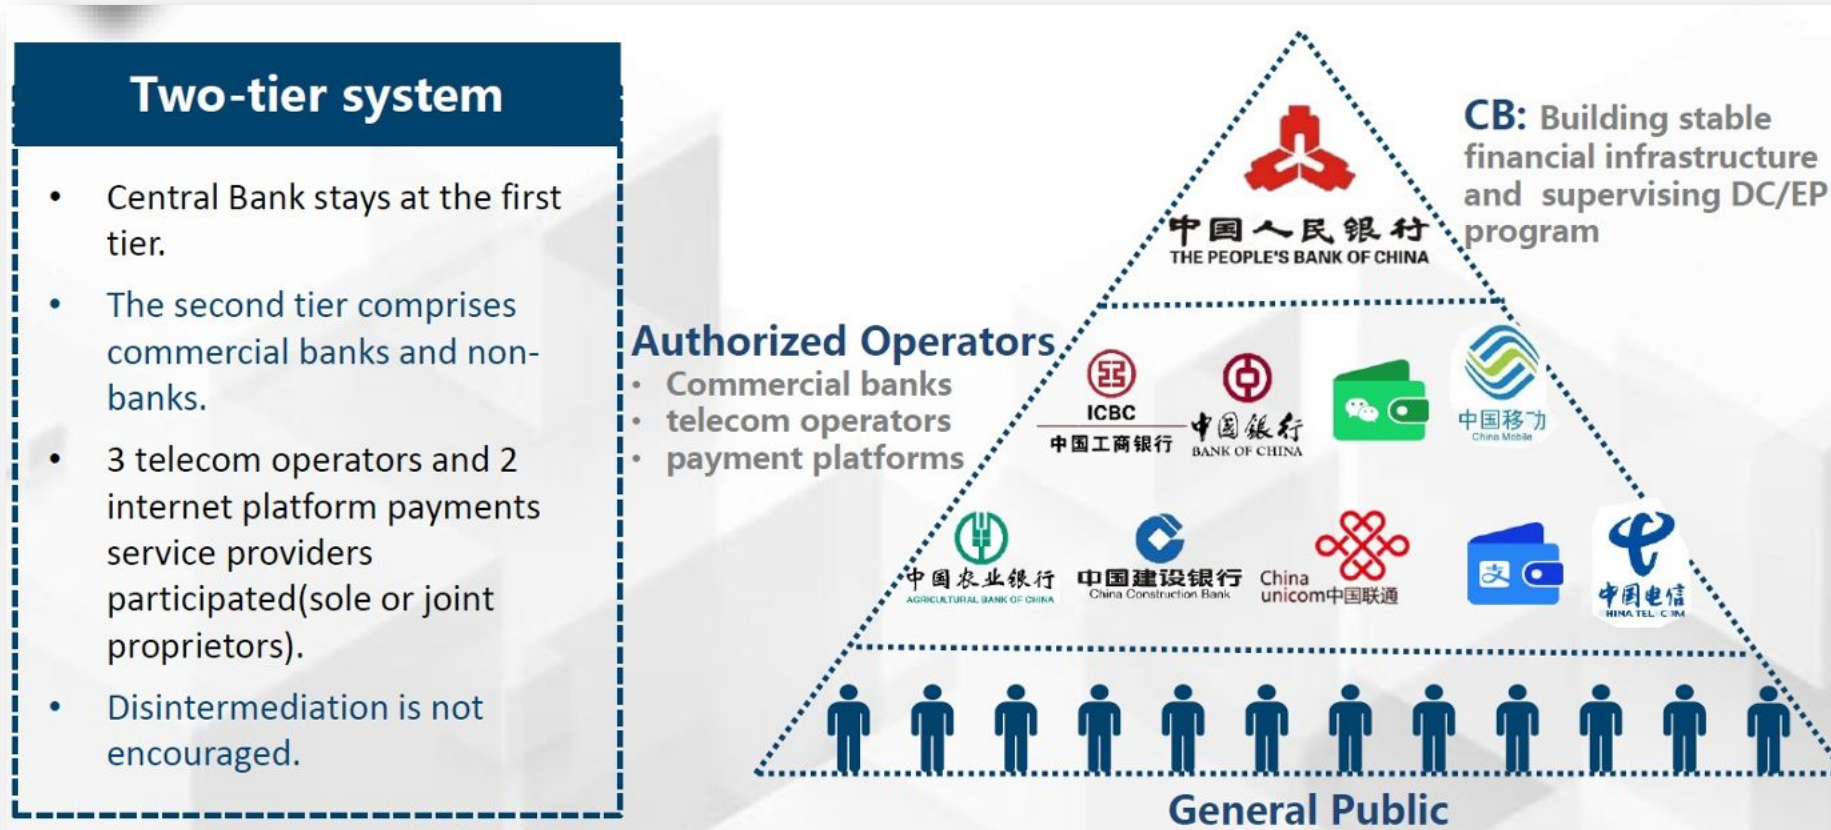 Two-tier system
• Central Bank stays at the first
tier.
• The second tier comprises
commercial banks and non-
banks.
• 3 telecom operators and 2
internet platform payments
service providers
participated(sole or joint
proprietors).
• Disintermediation is not
encouraged.
CB: Building stable
financial infrastructure
and supervising DC/EP
program
中国人民银行
THE PEOPLE'S BANK OF CHINA
Authorized Operators
• Commercial banks
• telecom operators
• payment platforms
ICBC
中国工商银行
中國銀行
BANK OF CHINA
中国移动
China Mobile
中国农业银行
AGRICULTURAL BANK OF CHINA
中国建设银行
China Construction Bank
China
unicom中国联通
支
中国电信
HINA TELECOM
General Public